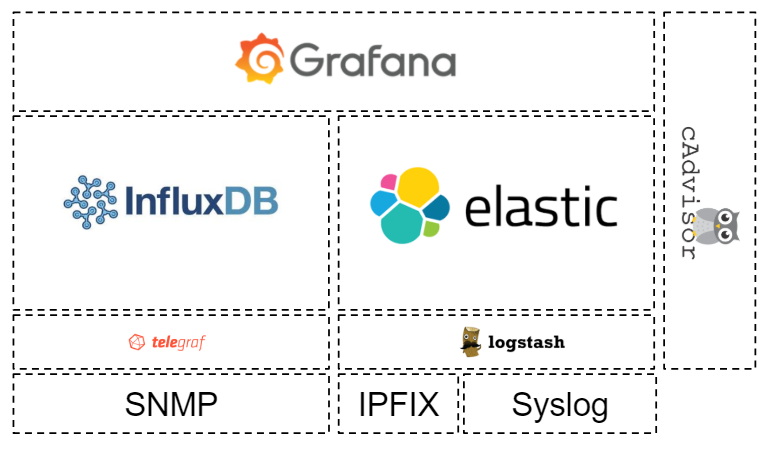 Grafana
InfluxDB
elastic
cAdvisor
telegraf
logstash
SNMP
IPFIX
Syslog